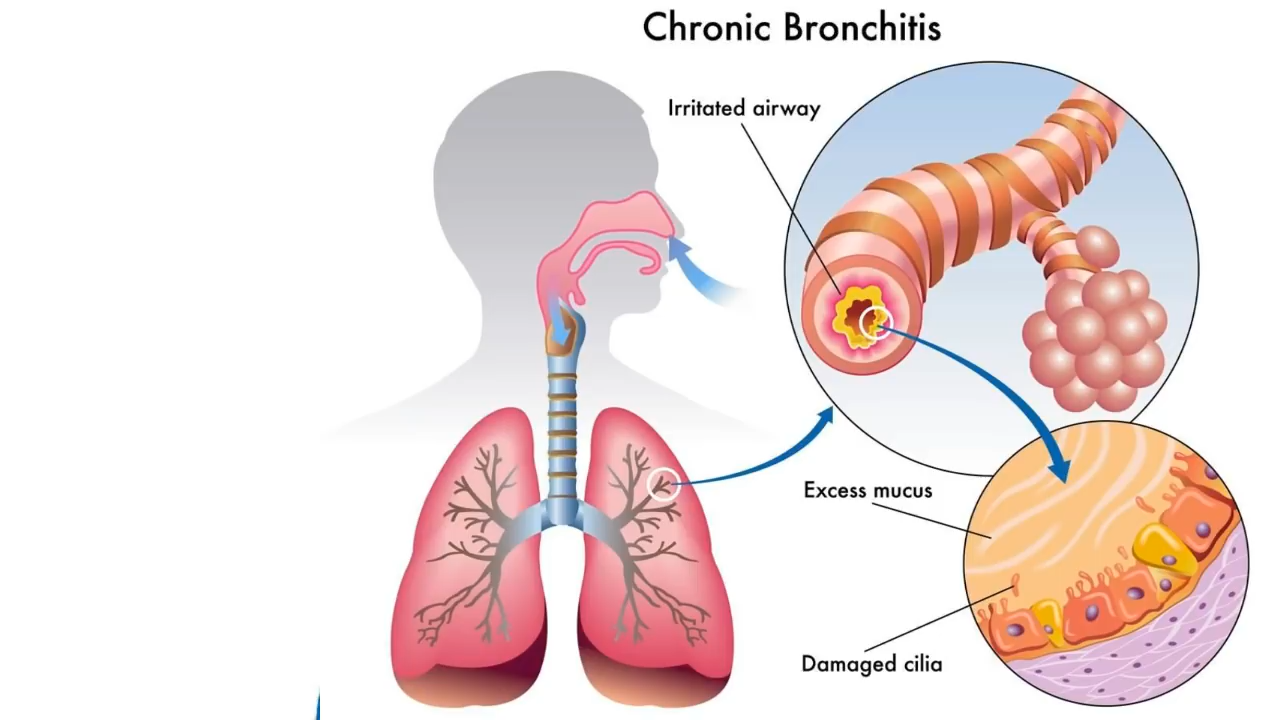 Chronic Bronchitis
Irritated airway
Excess mucus
Damaged cilia